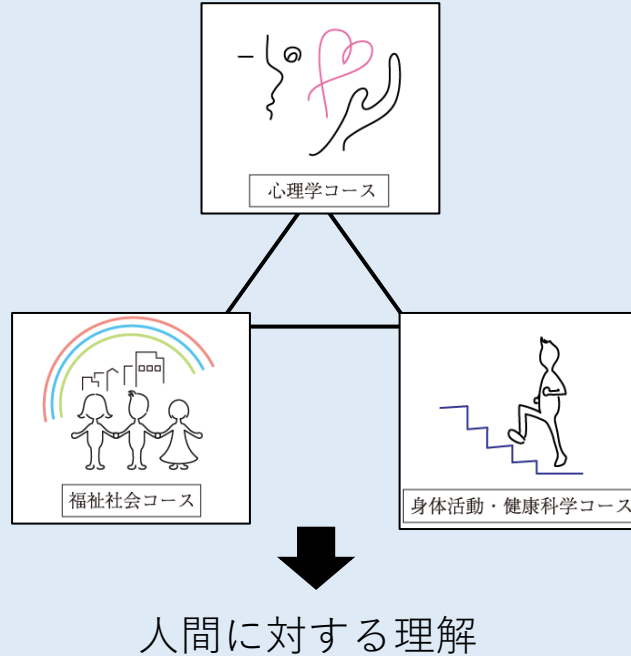 心理学コース
福祉社会コース
身体活動・健康科学コース
人間に対する理解